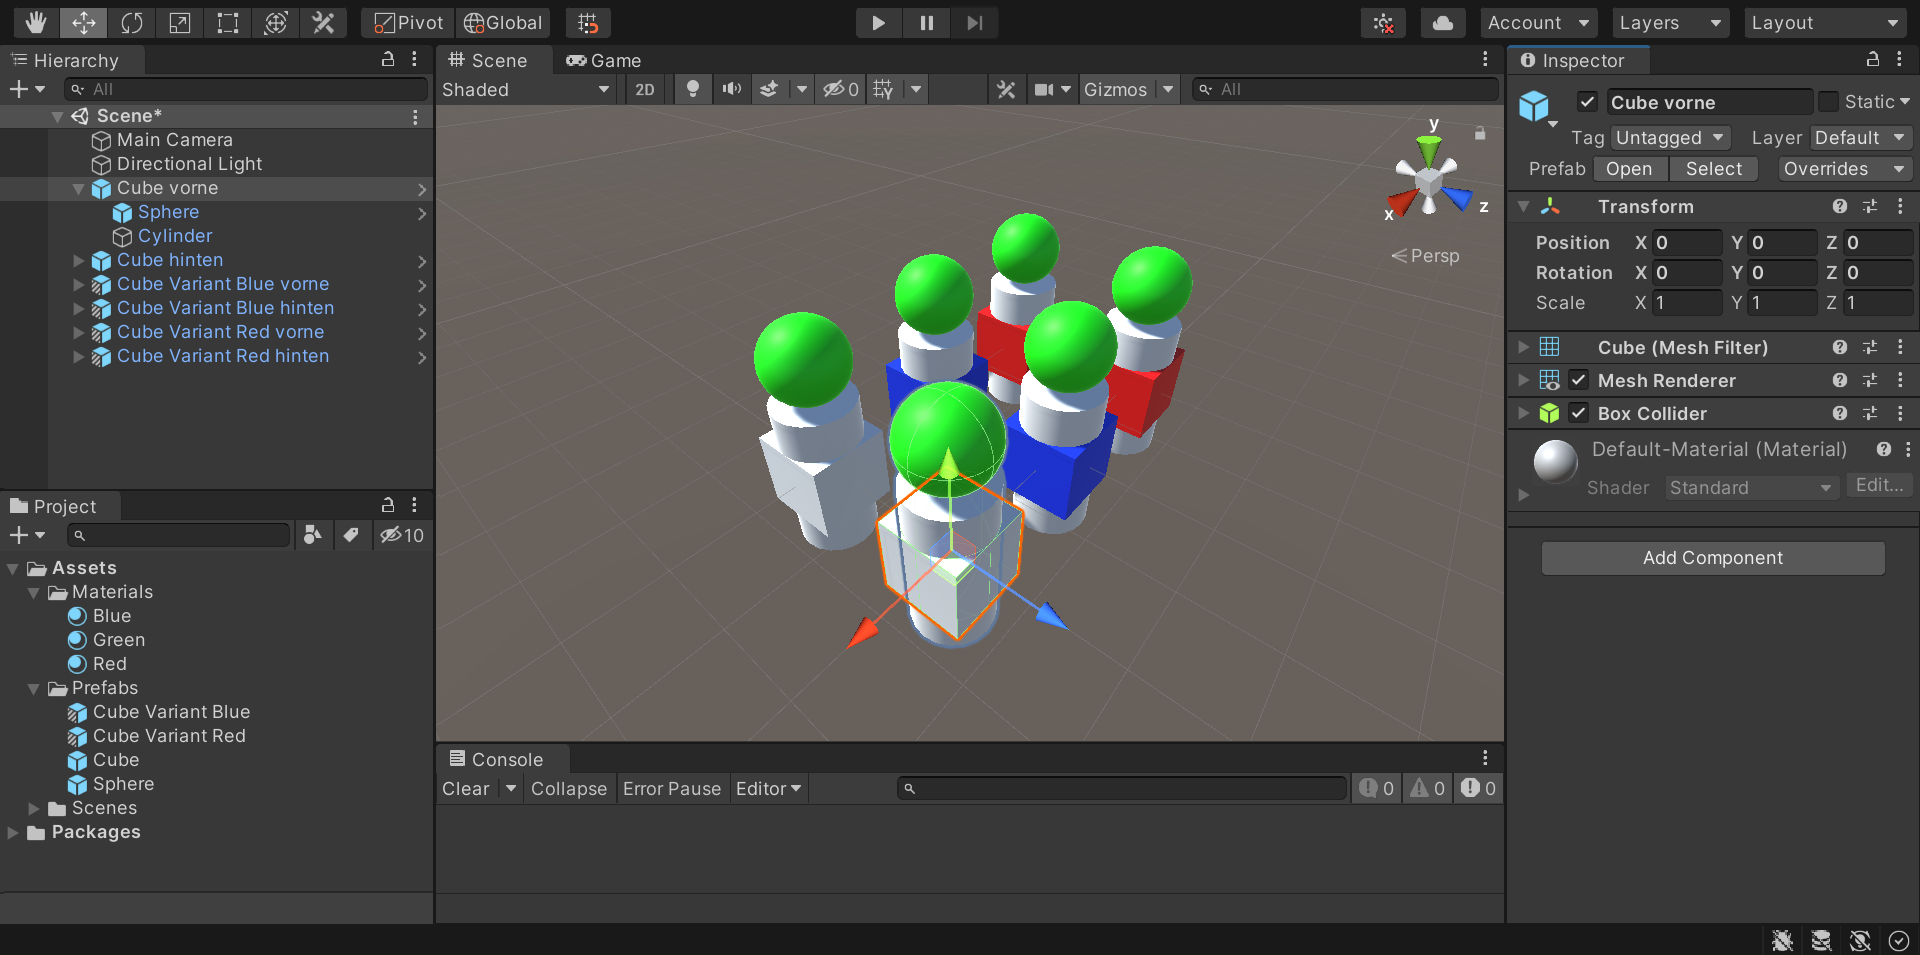 Pivot Global Account Layers Layout
Hierarchy
All
Scene*
Main Camera
Directional Light
Cube vorne
Sphere
Cylinder
Cube hinten
Cube Variant Blue vorne
Cube Variant Blue hinten
Cube Variant Red vorne
Cube Variant Red hinten
Project
10
Assets
Materials
Blue
Green
Red
Prefabs
Cube Variant Blue
Cube Variant Red
Cube
Sphere
Scenes
Packages
Scene Game
Shaded 2D 0 Gizmos All
y
x z
Persp
Console
Clear Collapse Error Pause Editor 0 0 0
Inspector
Cube vorne Static
Tag Untagged Layer Default
Prefab Open Select Overrides
Transform
Position X 0 Y 0 Z 0
Rotation X 0 Y 0 Z 0
Scale X 1 Y 1 Z 1
Cube (Mesh Filter)
Mesh Renderer
Box Collider
Default-Material (Material)
Shader Standard Edit...
Add Component